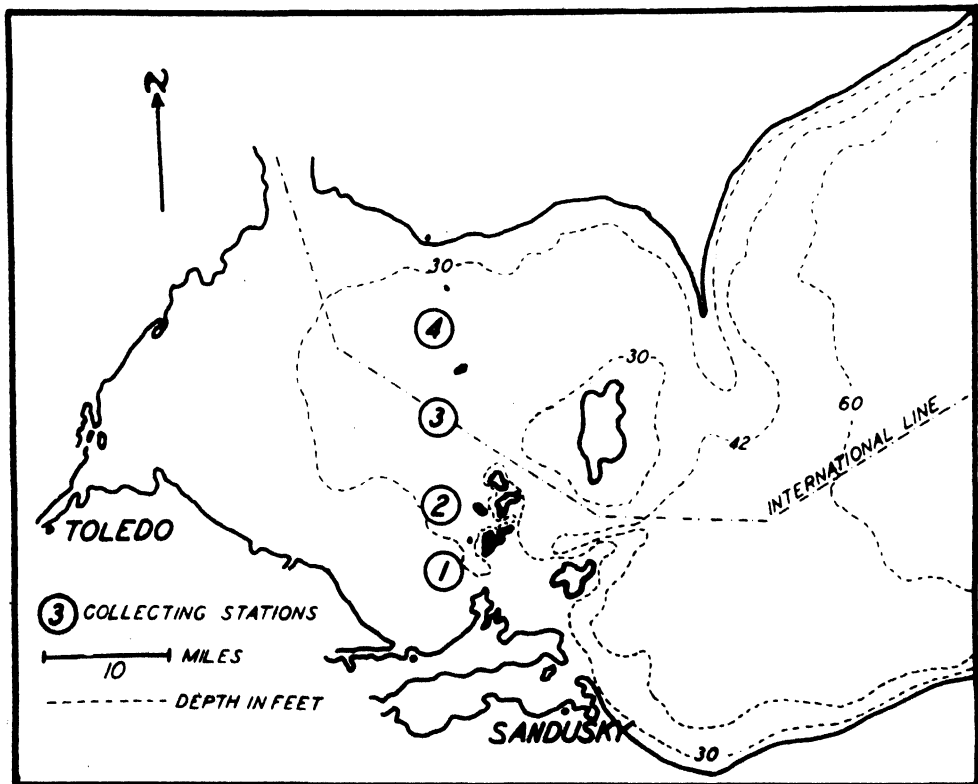 N
30
4
30
3
60
42
INTERNATIONAL LINE
2
TOLEDO
1
3 COLLECTING STATIONS
10 MILES
DEPTH IN FEET
SANDUSKY
30